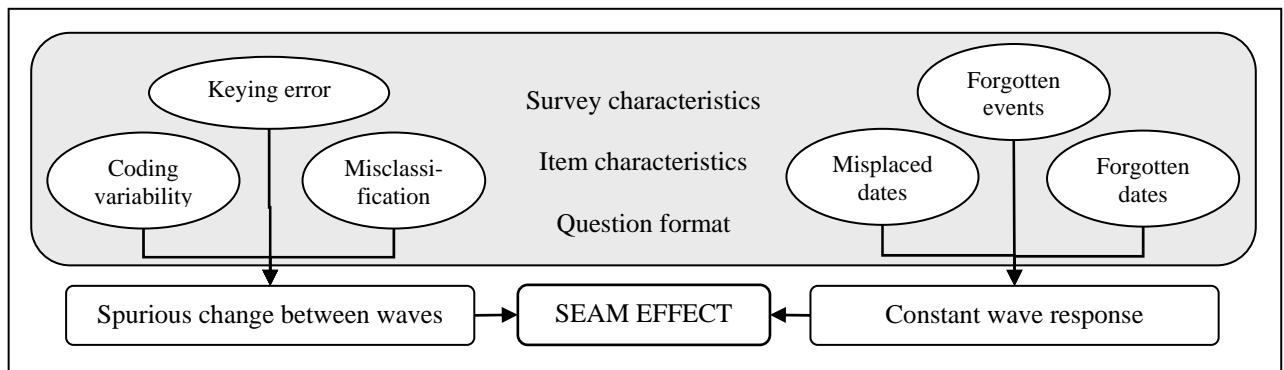 Keying error
Coding
variability
Misclassi-
fication
Survey characteristics
Item characteristics
Question format
Forgotten
events
Misplaced
dates
Forgotten
dates
Spurious change between waves
SEAM EFFECT
Constant wave response